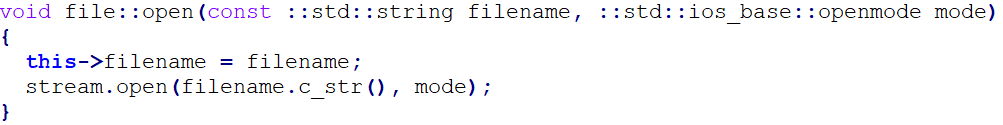 void file::open(const ::std::string filename, ::std::ios_base::openmode mode)
{
  this->filename = filename;
  stream.open(filename.c_str(), mode);
}